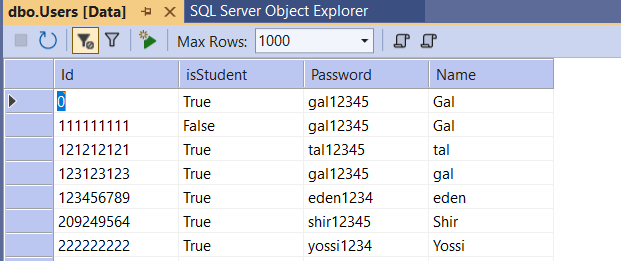 dbo.Users [Data] SQL Server Object Explorer
Max Rows: 1000
Id isStudent Password Name
0 True gal12345 Gal
111111111 False gal12345 Gal
121212121 True tal12345 tal
123123123 True gal12345 gal
123456789 True eden1234 eden
209249564 True shir12345 Shir
222222222 True yossi1234 Yossi